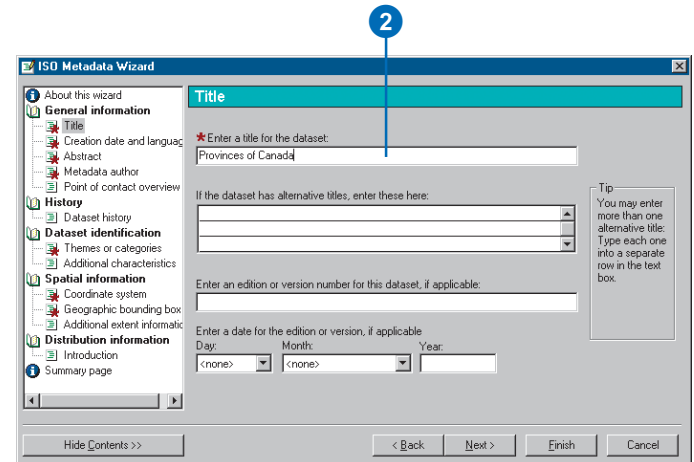 2
ISO Metadata Wizard
About this wizard
General information
Title
Creation date and languag
Abstract
Metadata author
Point of contact overview
History
Dataset history
Dataset identification
Themes or categories
Additional characteristics
Spatial information
Coordinate system
Geographic bounding box
Additional extent informatic
Distribution information
Introduction
Summary page
Title
*Enter a title for the dataset:
Provinces of Canada
If the dataset has alternative titles, enter these here:
Enter an edition or version number for this dataset, if applicable:
Enter a date for the edition or version, if applicable
Day: Month: Year:
<none> <none>
Tip
You may enter
more than one
alternative title:
Type each one
into a separate
row in the text
box.
Hide Contents >> < Back Next > Finish Cancel